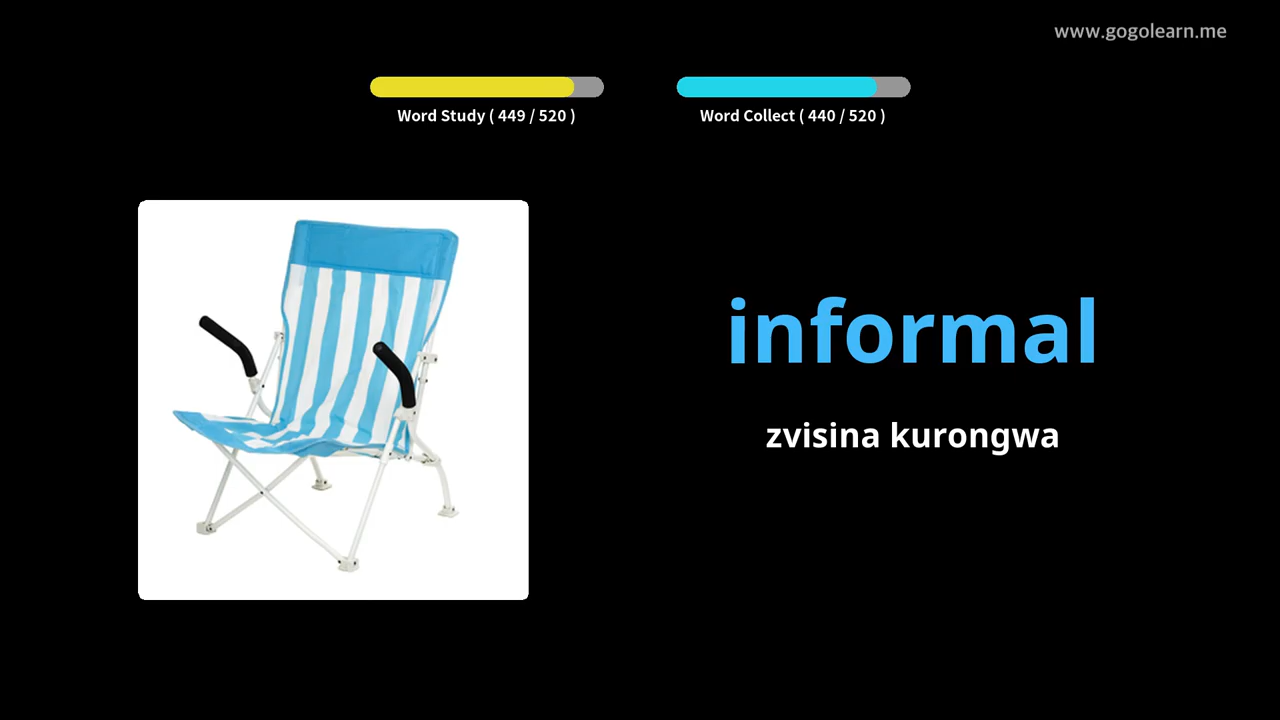 www.gogolearn.me
Word Study ( 449 / 520 )
Word Collect ( 440 / 520 )
informal
zvisina kurongwa